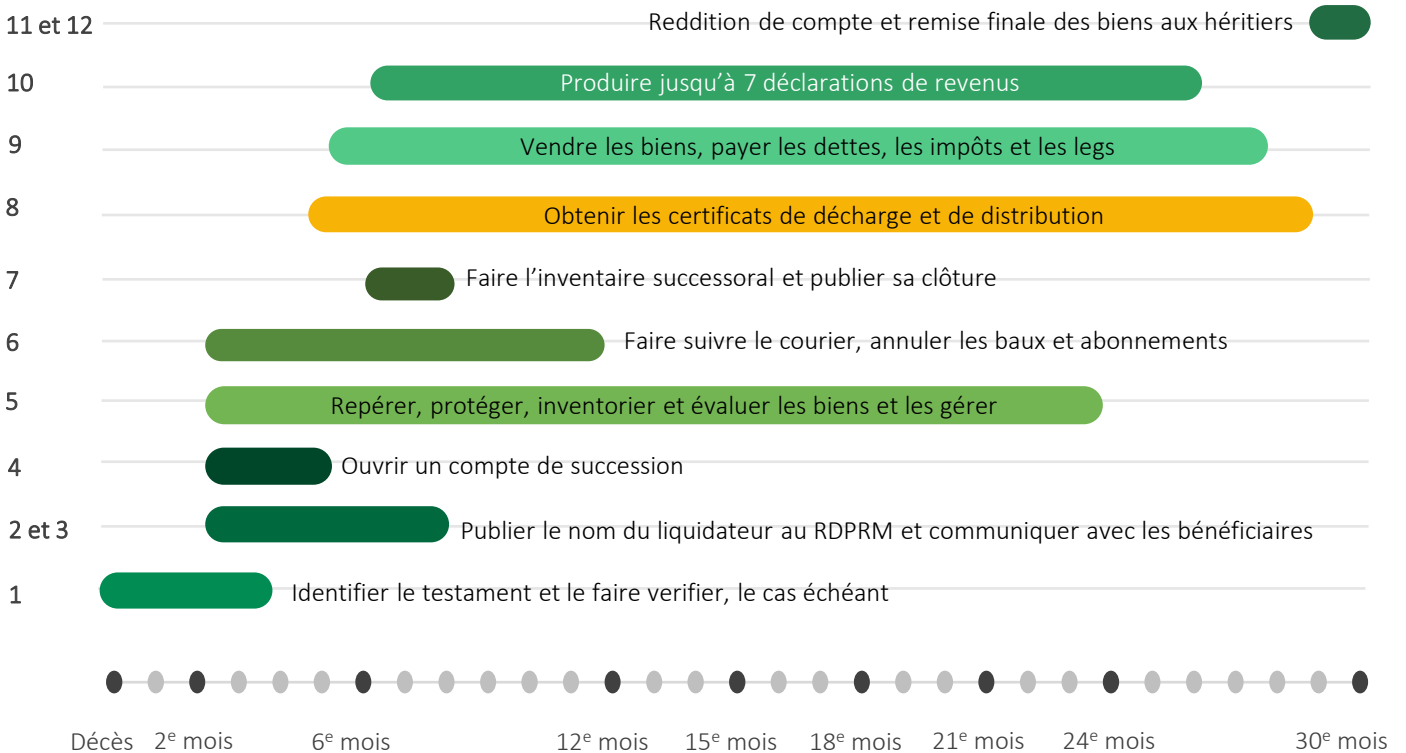 11 et 12 Reddition de compte et remise finale des biens aux héritiers
10 Produire jusqu’à 7 déclarations de revenus
9 Vendre les biens, payer les dettes, les impôts et les legs
8 Obtenir les certificats de décharge et de distribution
7 Faire l’inventaire successoral et publier sa clôture
6 Faire suivre le courier, annuler les baux et abonnements
5 Repérer, protéger, inventorier et évaluer les biens et les gérer
4 Ouvrir un compte de succession
2 et 3 Publier le nom du liquidateur au RDPRM et communiquer avec les bénéficiaires
1 Identifier le testament et le faire verifier, le cas échéant
Décès 2e mois 6e mois 12e mois 15e mois 18e mois 21e mois 24e mois 30e mois